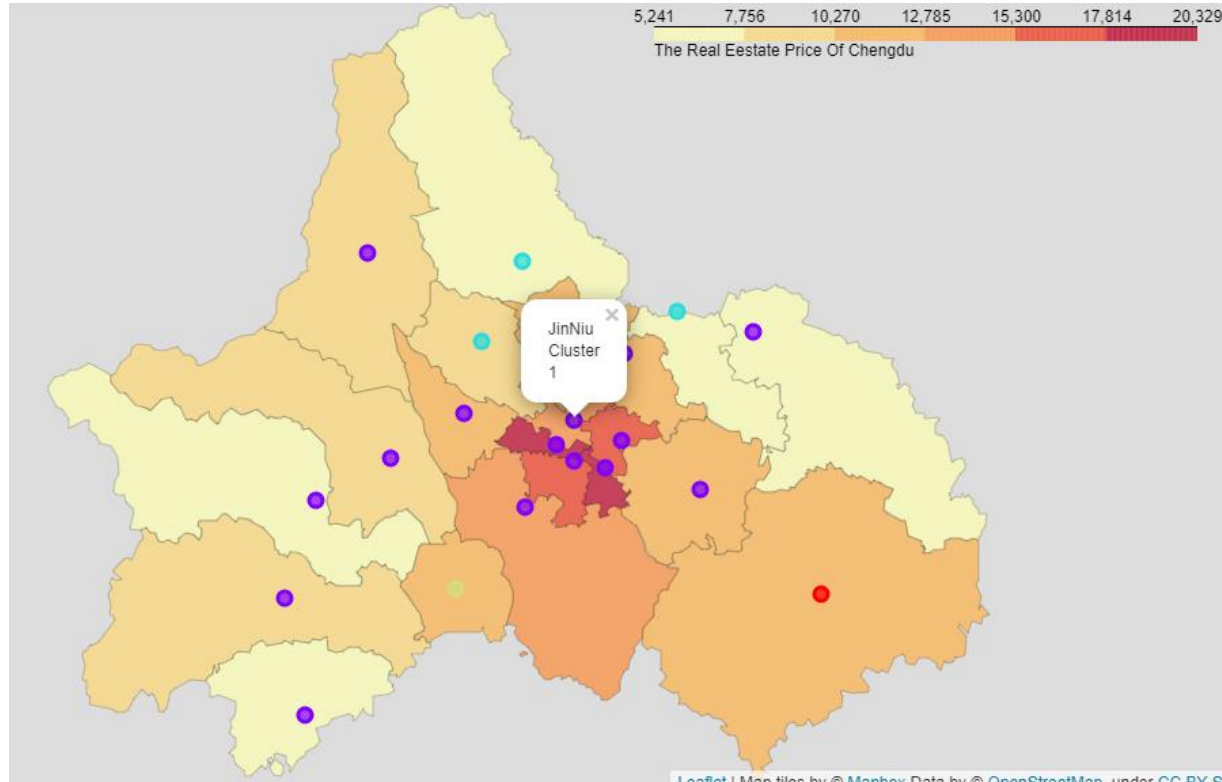 5,241 7,756 10,270 12,785 15,300 17,814 20,329
The Real Eestate Price Of Chengdu
×
JinNiu
Cluster
1
Leaflet | Map tiles by © Mapbox Data by © OpenStreetMap, under CC BY S